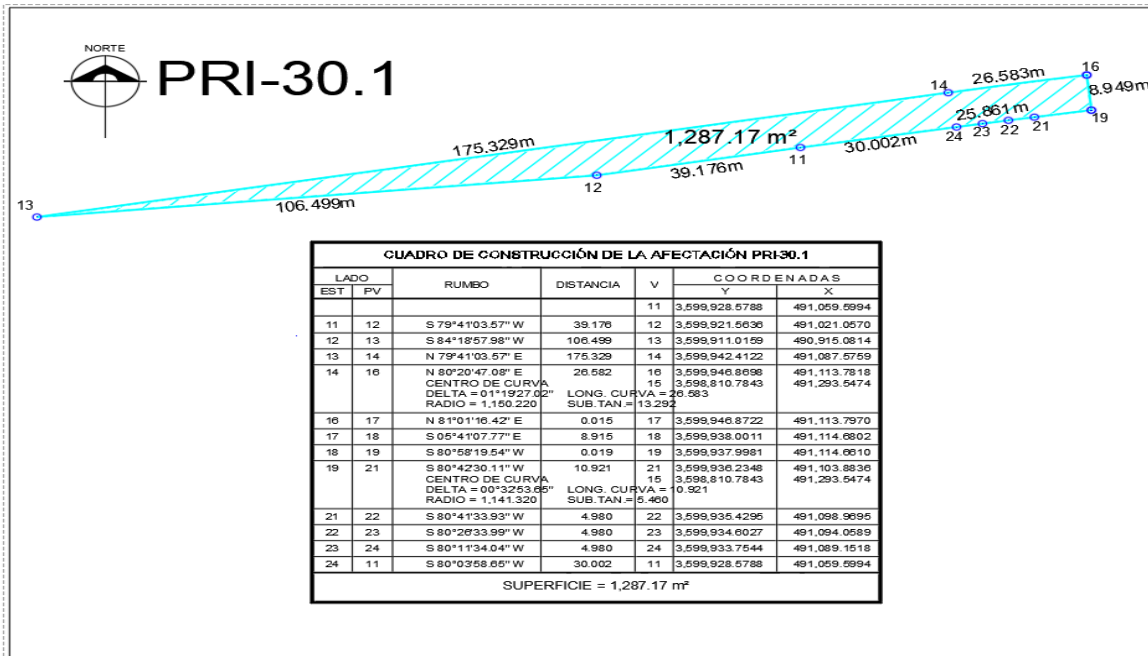 NORTE
PRI-30.1
13
106.499m
175.329m
12
39.176m
1,287.17 m²
11
30.002m
14
26.583m
16
8.949m
25.861m
24
23
22
21
19
CUADRO DE CONSTRUCCIÓN DE LA AFECTACIÓN PRI-30.1
LADO RUMBO DISTANCIA V COORDENADAS
EST PV Y X
11 3,599,928.5788 491,059.5994
11 12 S 79°41'03.57" W 39.176 12 3,599,921.5636 491,021.0570
12 13 S 84°18'57.98" W 106.499 13 3,599,911.0159 490,915.0814
13 14 N 79°41'03.57" E 175.329 14 3,599,942.4122 491,087.5759
14 16 N 80°20'47.08" E 26.582 16 3,599,946.8698 491,113.7818
CENTRO DE CURVA 15 3,598,810.7843 491,293.5474
DELTA = 01°19'27.02" LONG. CURVA = 26.583
RADIO = 1,150.220 SUB.TAN.= 13.292
16 17 N 81°01'16.42" E 0.015 17 3,599,946.8722 491,113.7970
17 18 S 05°41'07.77" E 8.915 18 3,599,938.0011 491,114.6802
18 19 S 80°58'19.54" W 0.019 19 3,599,937.9981 491,114.6610
19 21 S 80°42'30.11" W 10.921 21 3,599,936.2348 491,103.8836
CENTRO DE CURVA 15 3,598,810.7843 491,293.5474
DELTA = 00°32'53.65" LONG. CURVA = 10.921
RADIO = 1,141.320 SUB.TAN.= 5.460
21 22 S 80°41'33.93" W 4.980 22 3,599,935.4295 491,098.9695
22 23 S 80°26'33.99" W 4.980 23 3,599,934.6027 491,094.0589
23 24 S 80°11'34.04" W 4.980 24 3,599,933.7544 491,089.1518
24 11 S 80°03'58.65" W 30.002 11 3,599,928.5788 491,059.5994
SUPERFICIE = 1,287.17 m²